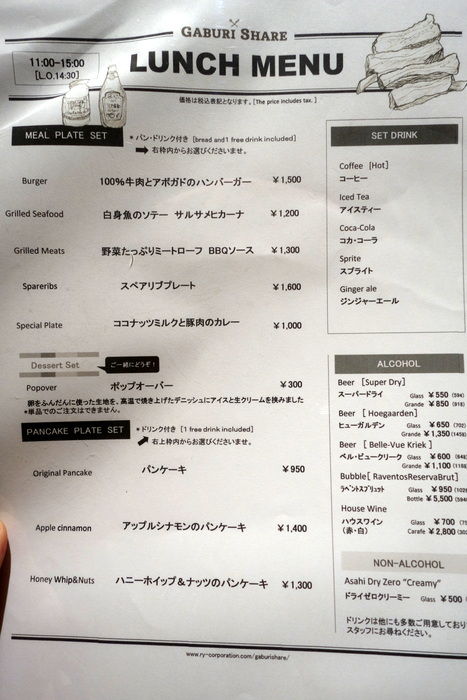 GABURI SHARE
LUNCH MENU
11:00-15:00
[L.O.14:30]
価格は税込表記となります。[The price includes tax. ]
MEAL PLATE SET
* パン・ドリンク付き [bread and1 free drink included]
右枠内からお選びくださいませ。
Burger 100%牛肉とアボガドのハンバーガー ¥1,500
Grilled Seafood 白身魚のソテー サルサメヒカーナ ¥1,200
Grilled Meats 野菜たっぷりミートローフ BBQソース ¥1,300
Spareribs スペアリブプレート ¥1,600
Special Plate ココナッツミルクと豚肉のカレー ¥1,000
Dessert Set ご一緒にどうぞ!
Popover ポップオーバー ¥300
卵をふんだんに使った生地を、高温で焼き上げたデニッシュにアイスと生クリームを挟みました
*単品でのご注文はできません。
PANCAKE PLATE SET
*ドリンク付き [1 free drink included]
右上枠内からお選びくださいませ。
Original Pancake パンケーキ ¥950
Apple cinnamon アップルシナモンのパンケーキ ¥1,400
Honey Whip&Nuts ハニーホイップ&ナッツのパンケーキ ¥1,300
SET DRINK
Coffee [Hot]
コーヒー
Iced Tea
アイスティー
Coca-Cola
コカ・コーラ
Sprite
スプライト
Ginger ale
ジンジャーエール
ALCOHOL
Beer [Super Dry]
スーパードライ Glass ¥550 (594)
Grande ¥850 (918)
Beer [ Hoegaarden]
ヒューガルデン Glass ¥650 (702)
Grande ¥1,350 (1458)
Beer [ Belle-Vue Kriek ]
ベル・ビュークリーク Glass ¥600 (648)
Grande ¥1,100
Bubble[ RaventosReservaBrut]
ラベントスブリュット Glass ¥950
Bottle ¥5,500
House Wine
ハウスワイン Glass ¥700
(赤・白) Carafe ¥2,800
NON-ALCOHOL
Asahi Dry Zero "Creamy"
ドライゼロクリーミー Glass ¥500
ドリンクは他にも多数ご用意しており
スタッフにお尋ねください。
www.ry-corporation.com/gaburishare/